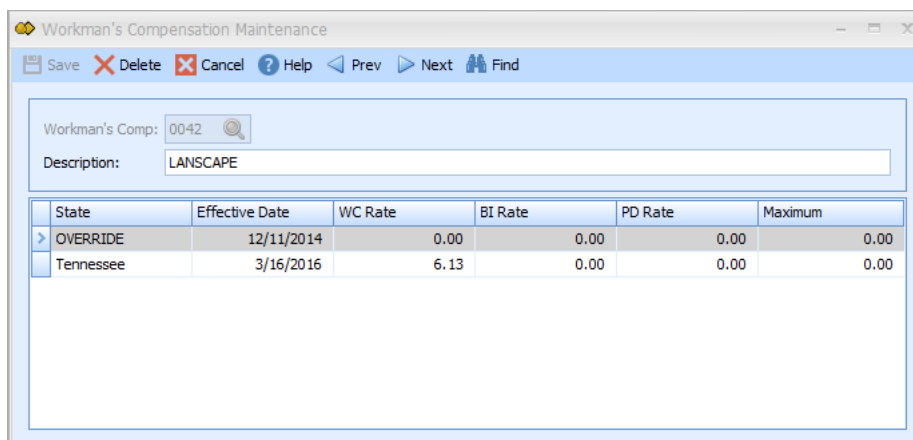 Workman's Compensation Maintenance
Save Delete Cancel Help Prev Next Find
Workman's Comp: 0042
Description: LANSCAPE
State Effective Date WC Rate BI Rate PD Rate Maximum
OVERRIDE 12/11/2014 0.00 0.00 0.00 0.00
Tennessee 3/16/2016 6.13 0.00 0.00 0.00